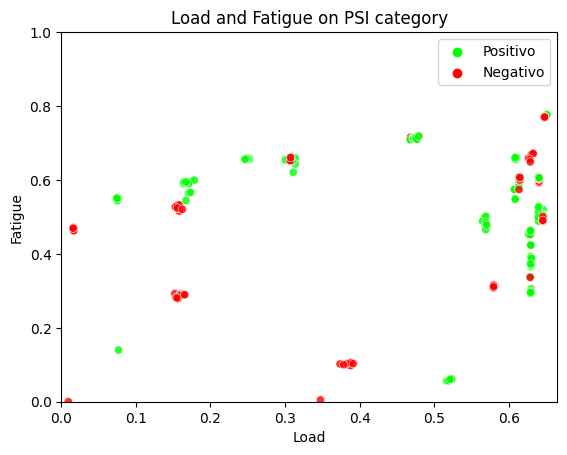 Load and Fatigue on PSI category
Positivo
Negativo
Fatigue
1.0
0.8
0.6
0.4
0.2
0.0
0.0 0.1 0.2 0.3 0.4 0.5 0.6
Load